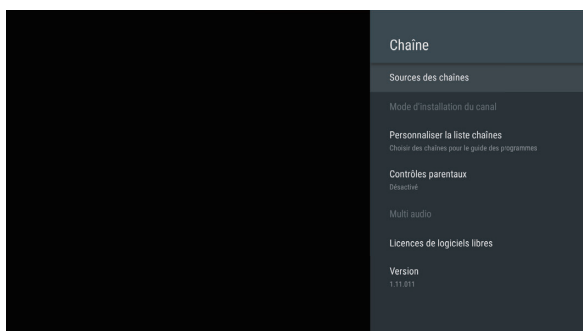 Chaîne
Sources des chaînes
Mode d'installation du canal
Personnaliser la liste chaînes
Choisir des chaînes pour le guide des programmes
Contrôles parentaux
Désactivé
Multi audio
Licences de logiciels libres
Version
1.11.011